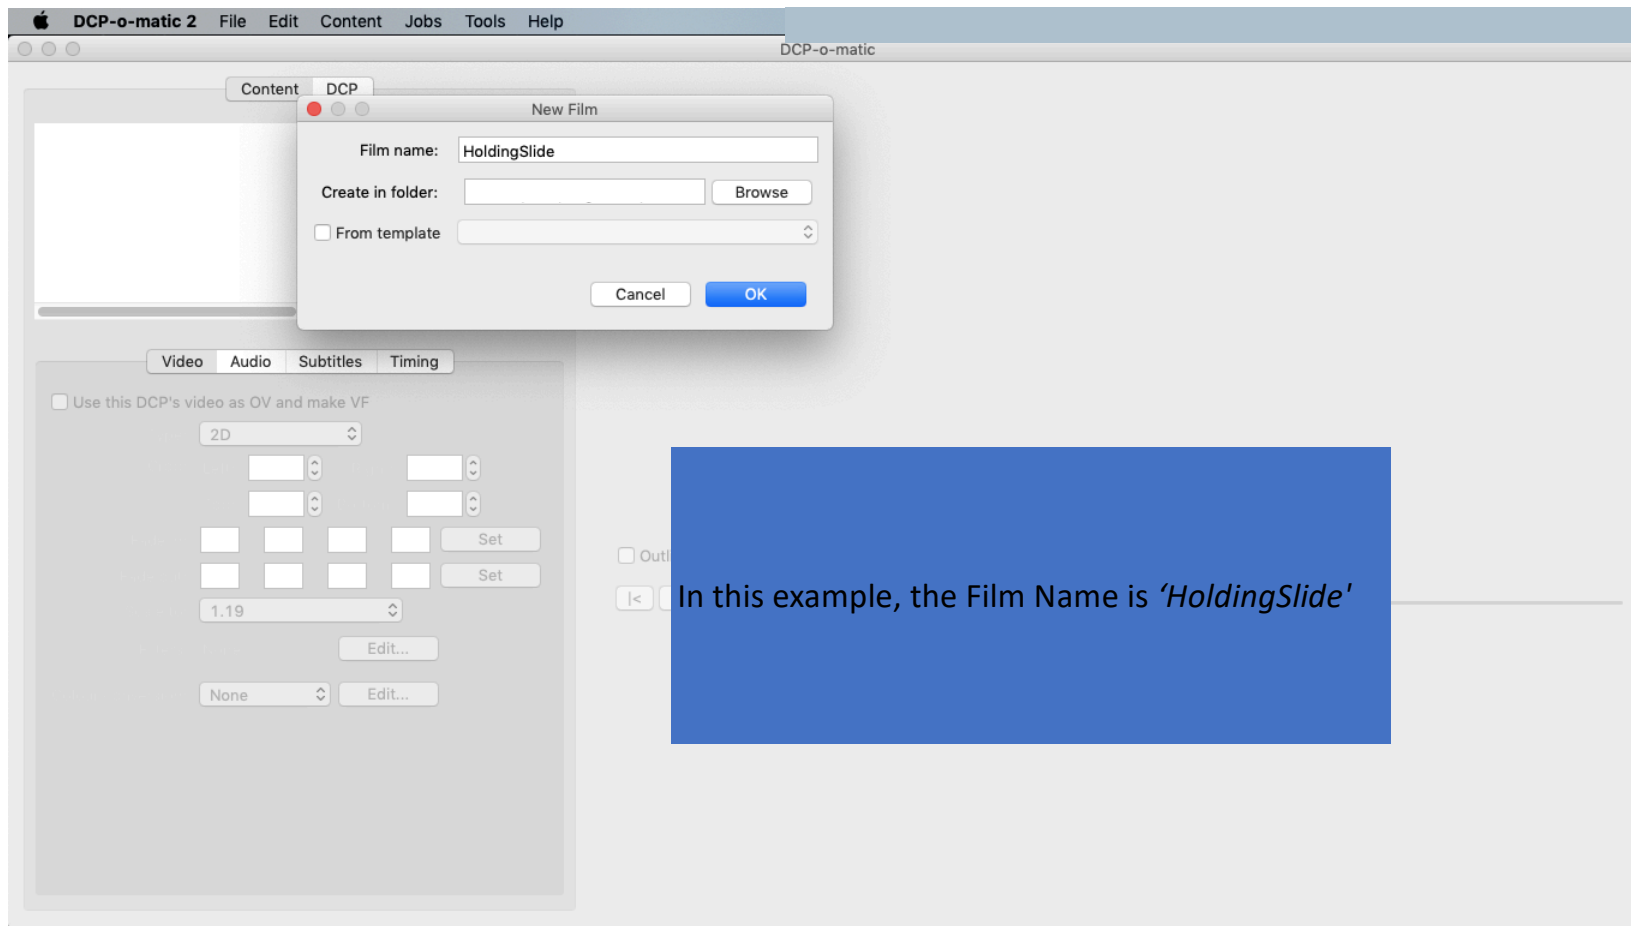 DCP-o-matic 2 File Edit Content Jobs Tools Help
DCP-o-matic
Content DCP
New Film
Film name: HoldingSlide
Create in folder: Browse
From template
Cancel OK
Video Audio Subtitles Timing
Use this DCP's video as OV and make VF
2D
Set
Set
1.19
Edit...
None Edit...
Outl
|<
In this example, the Film Name is ‘HoldingSlide'